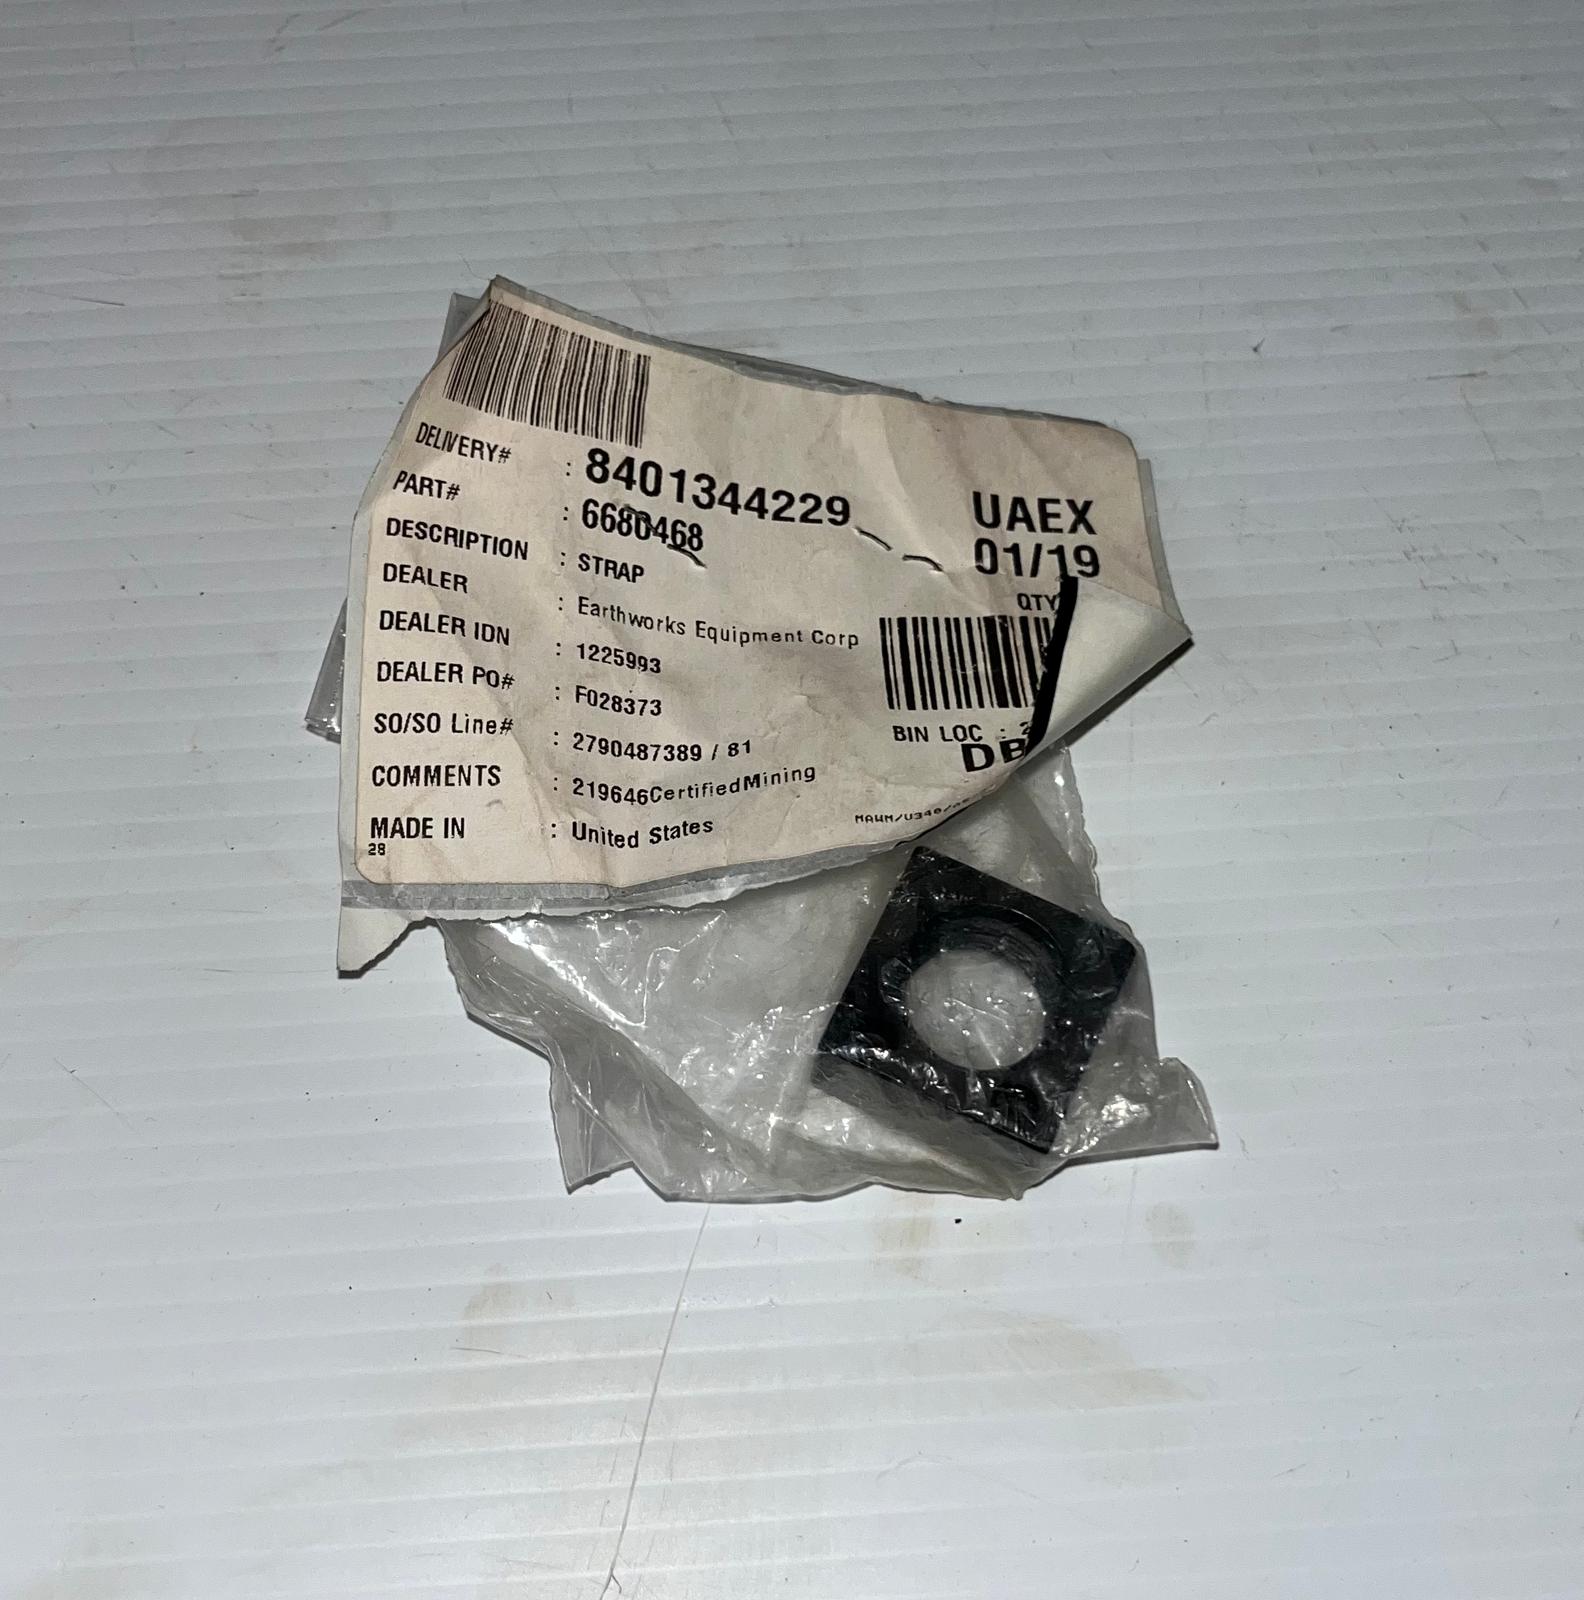 DELIVERY# : 8401344229
UAEX
PART# : 6680468
01/19
DESCRIPTION : STRAP
QTY
DEALER : Earthworks Equipment Corp
DEALER IDN : 1225993
DEALER PO# : F028373
BIN LOC :
SO/SO Line# : 2790487389 / 81
COMMENTS : 219646CertifiedMining
MADE IN : United States
28